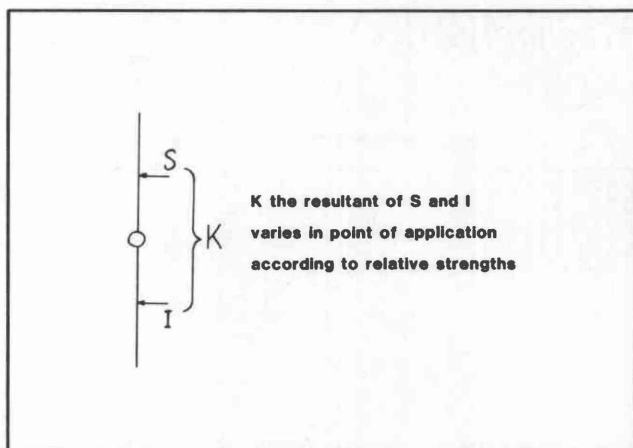 S
K
I
K the resultant of S and I
varies in point of application
according to relative strengths